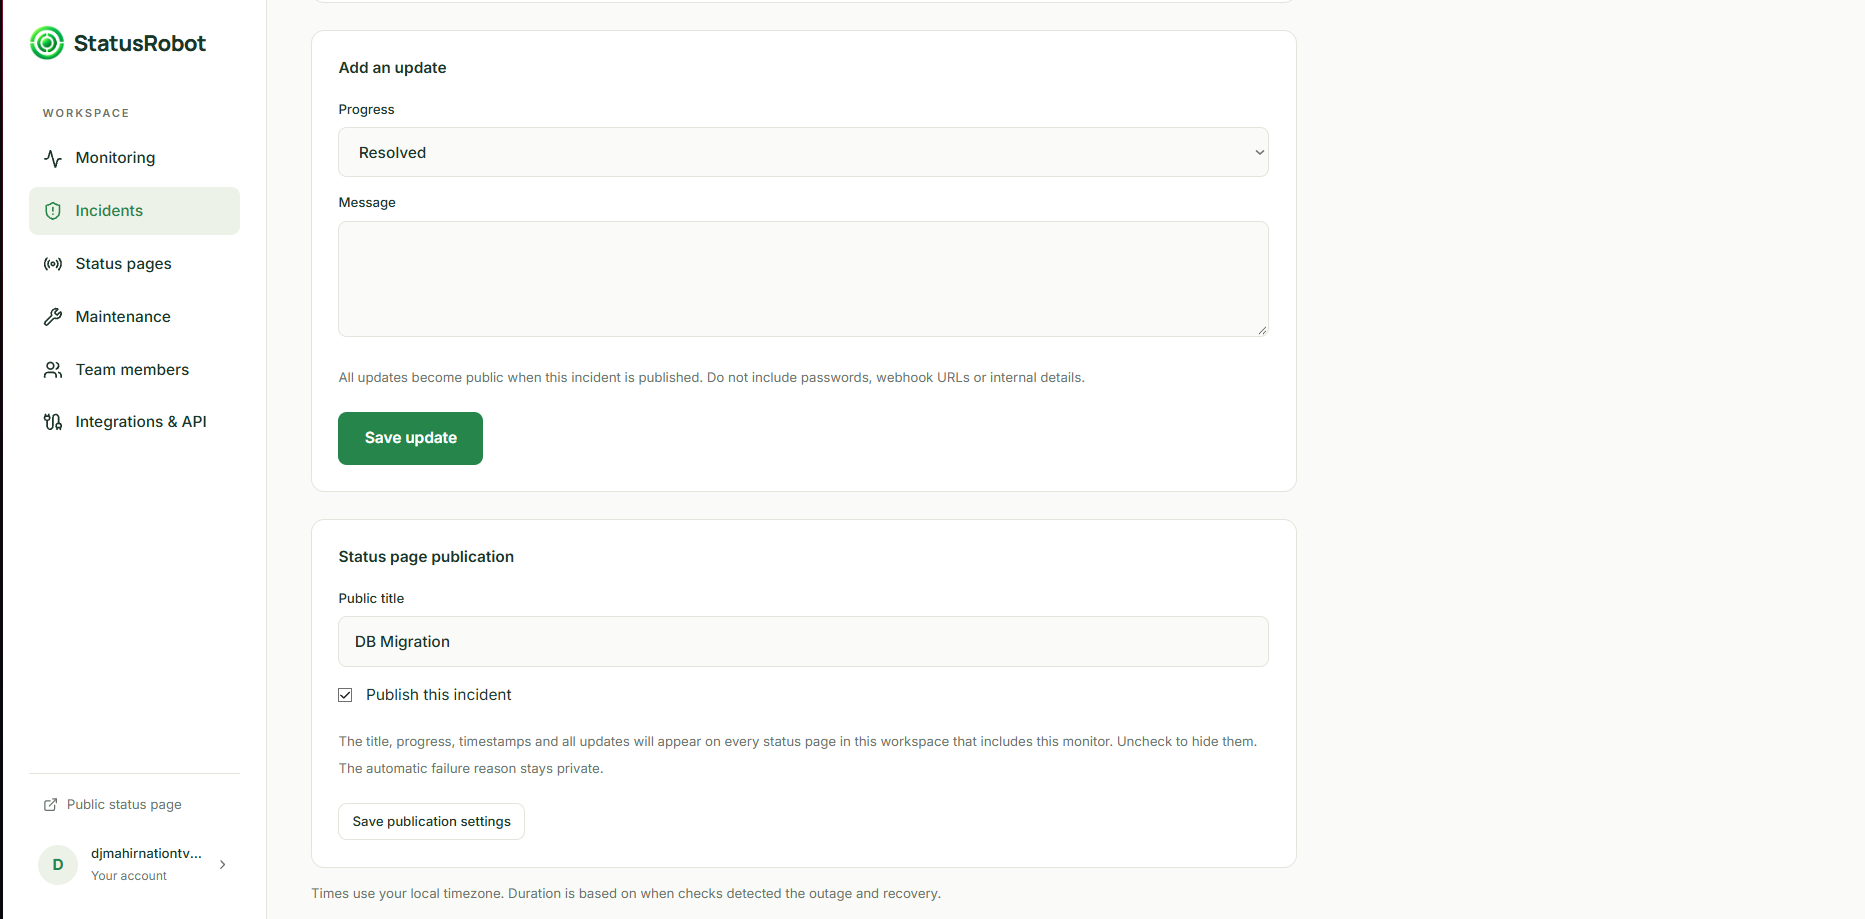 StatusRobot
WORKSPACE
Monitoring
Incidents
Status pages
Maintenance
Team members
Integrations & API
Public status page
D
djmahirnationtv...
Your account
Add an update
Progress
Resolved
Message
All updates become public when this incident is published. Do not include passwords, webhook URLs or internal details.
Save update
Status page publication
Public title
DB Migration
Publish this incident
The title, progress, timestamps and all updates will appear on every status page in this workspace that includes this monitor. Uncheck to hide them.
The automatic failure reason stays private.
Save publication settings
Times use your local timezone. Duration is based on when checks detected the outage and recovery.